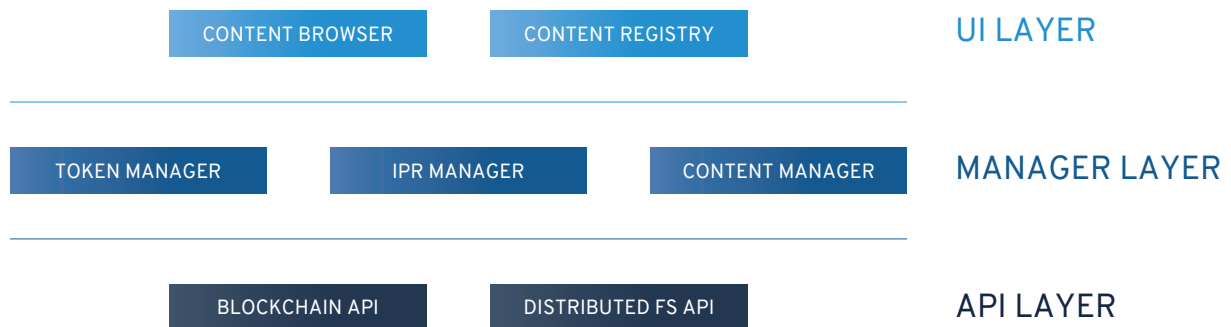 CONTENT BROWSER CONTENT REGISTRY UI LAYER
TOKEN MANAGER IPR MANAGER CONTENT MANAGER MANAGER LAYER
BLOCKCHAIN API DISTRIBUTED FS API API LAYER